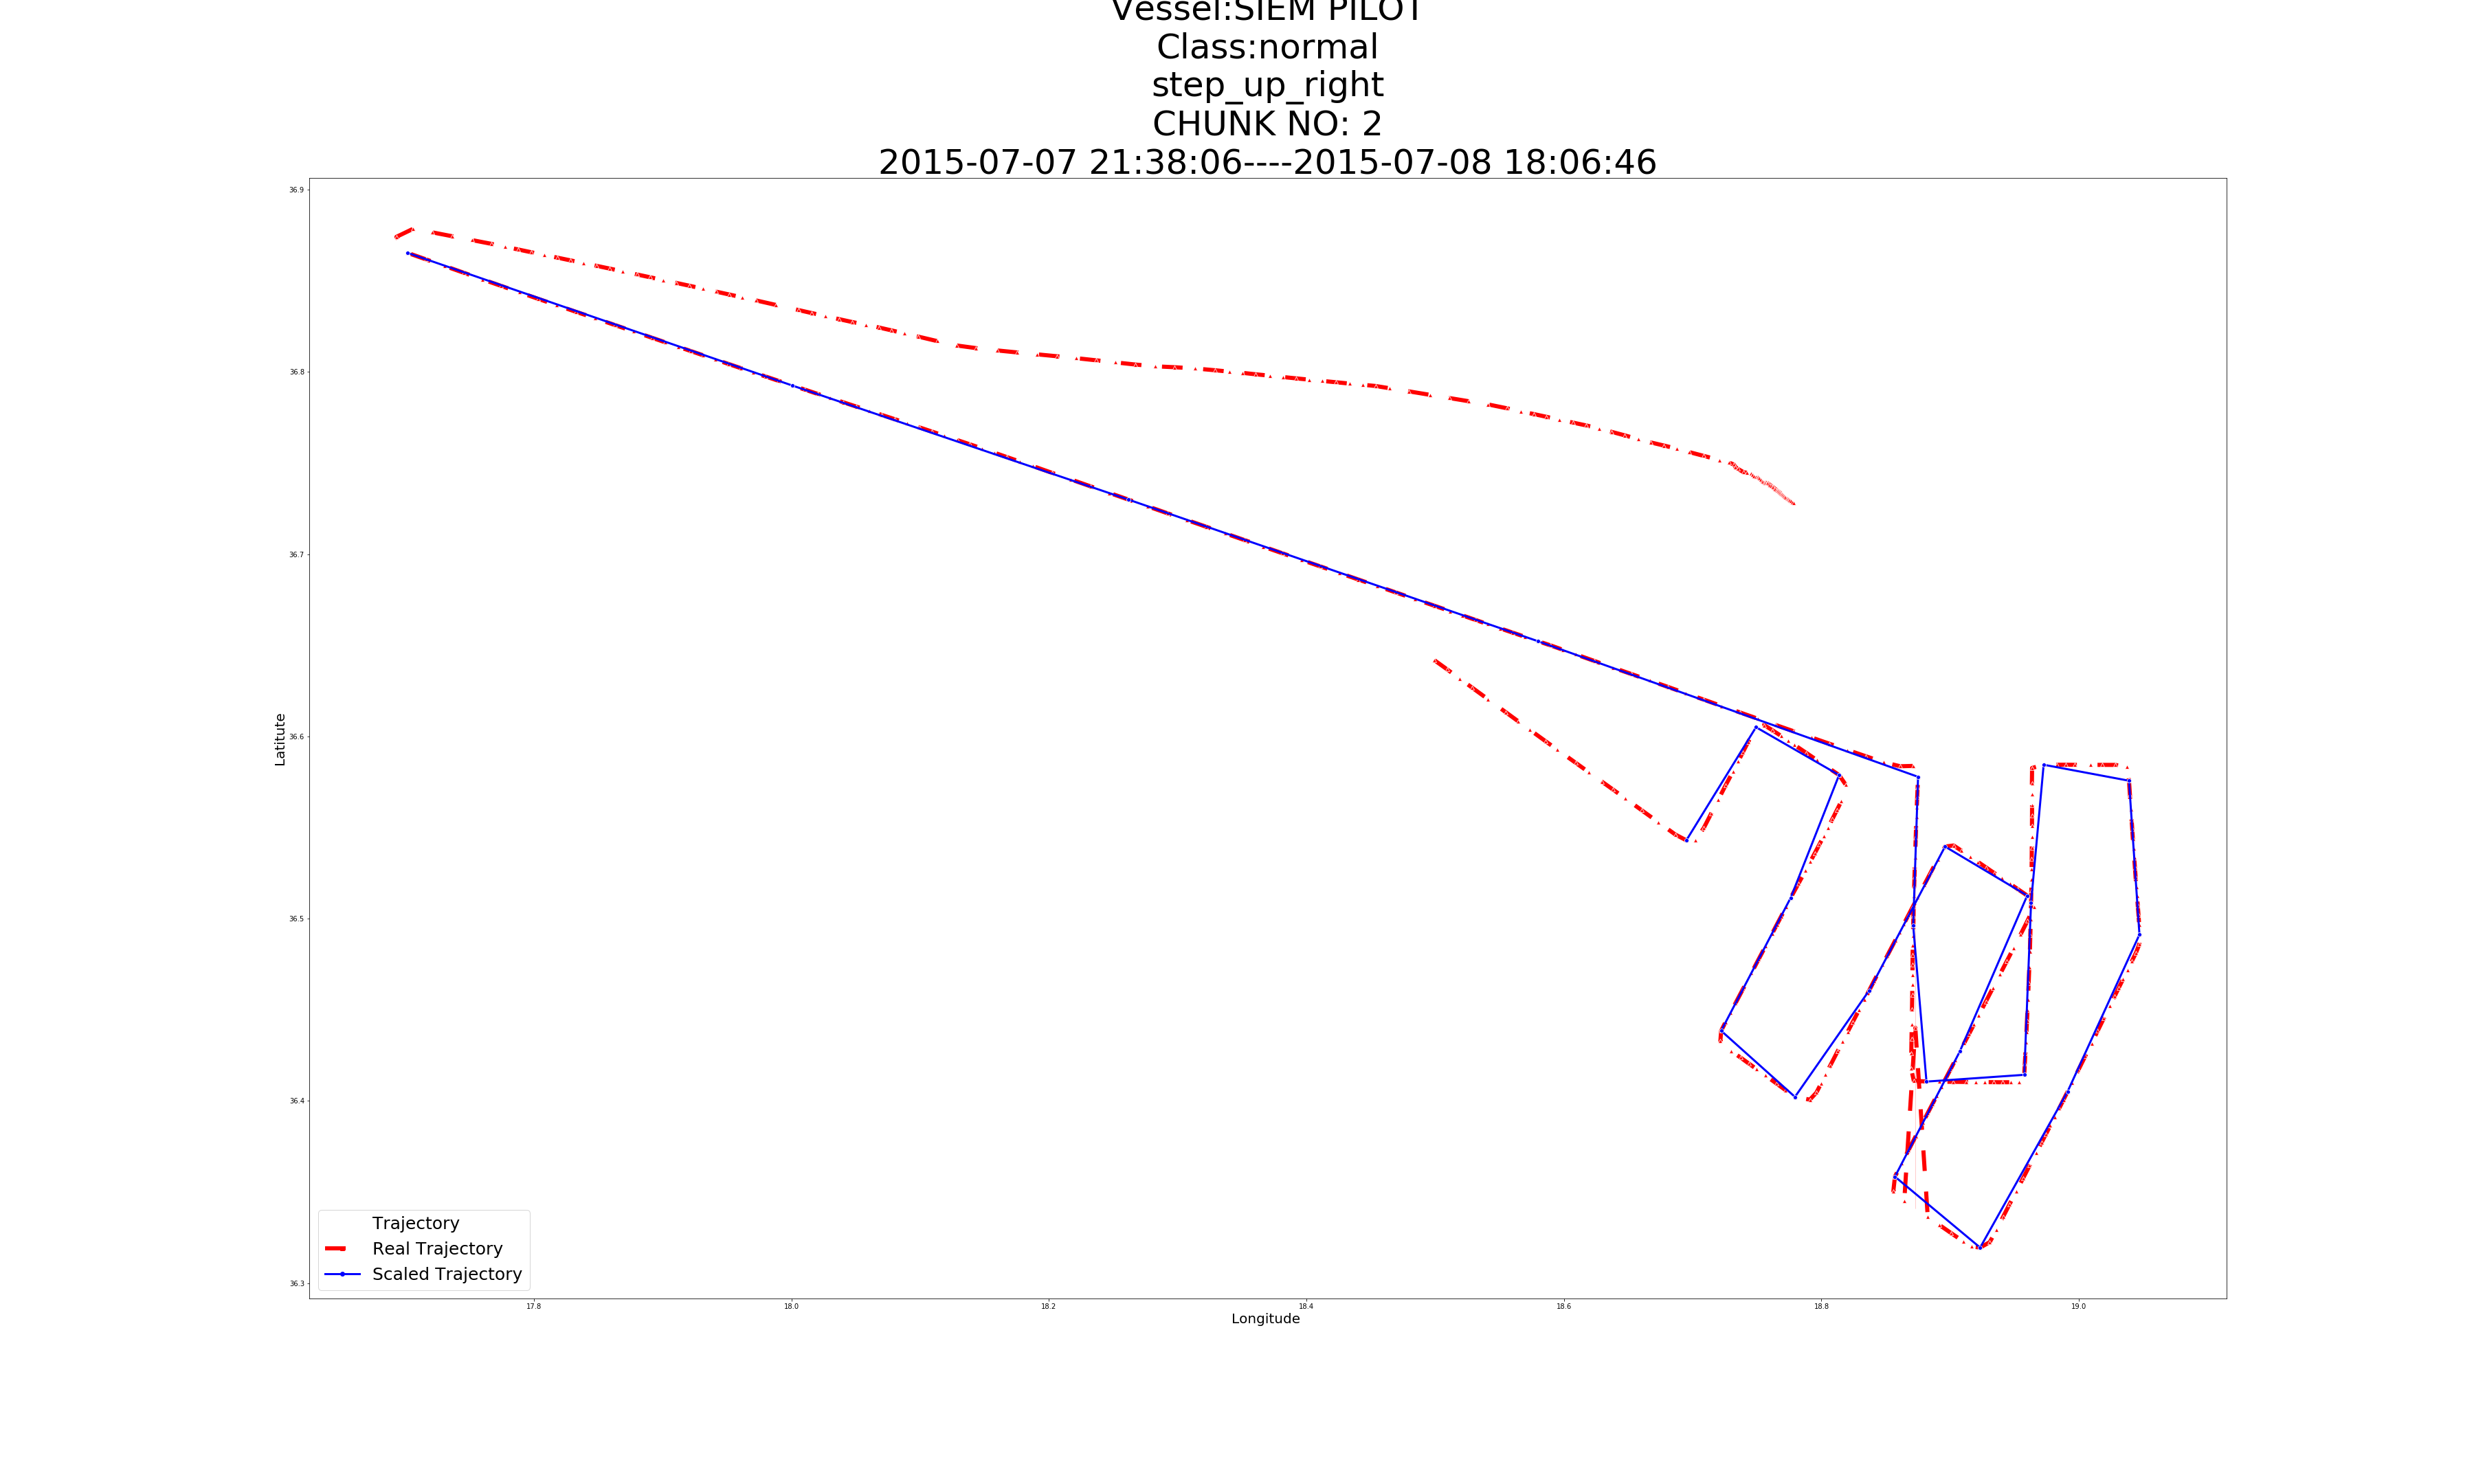 Vessel:SIEM PILOT
Class:normal
step_up_right
CHUNK NO: 2
2015-07-07 21:38:06----2015-07-08 18:06:46
36.9
36.8
36.7
36.6
36.5
36.4
36.3
Latitute
Trajectory
Real Trajectory
Scaled Trajectory
17.8
18.0
18.2
18.4
18.6
18.8
19.0
Longitude